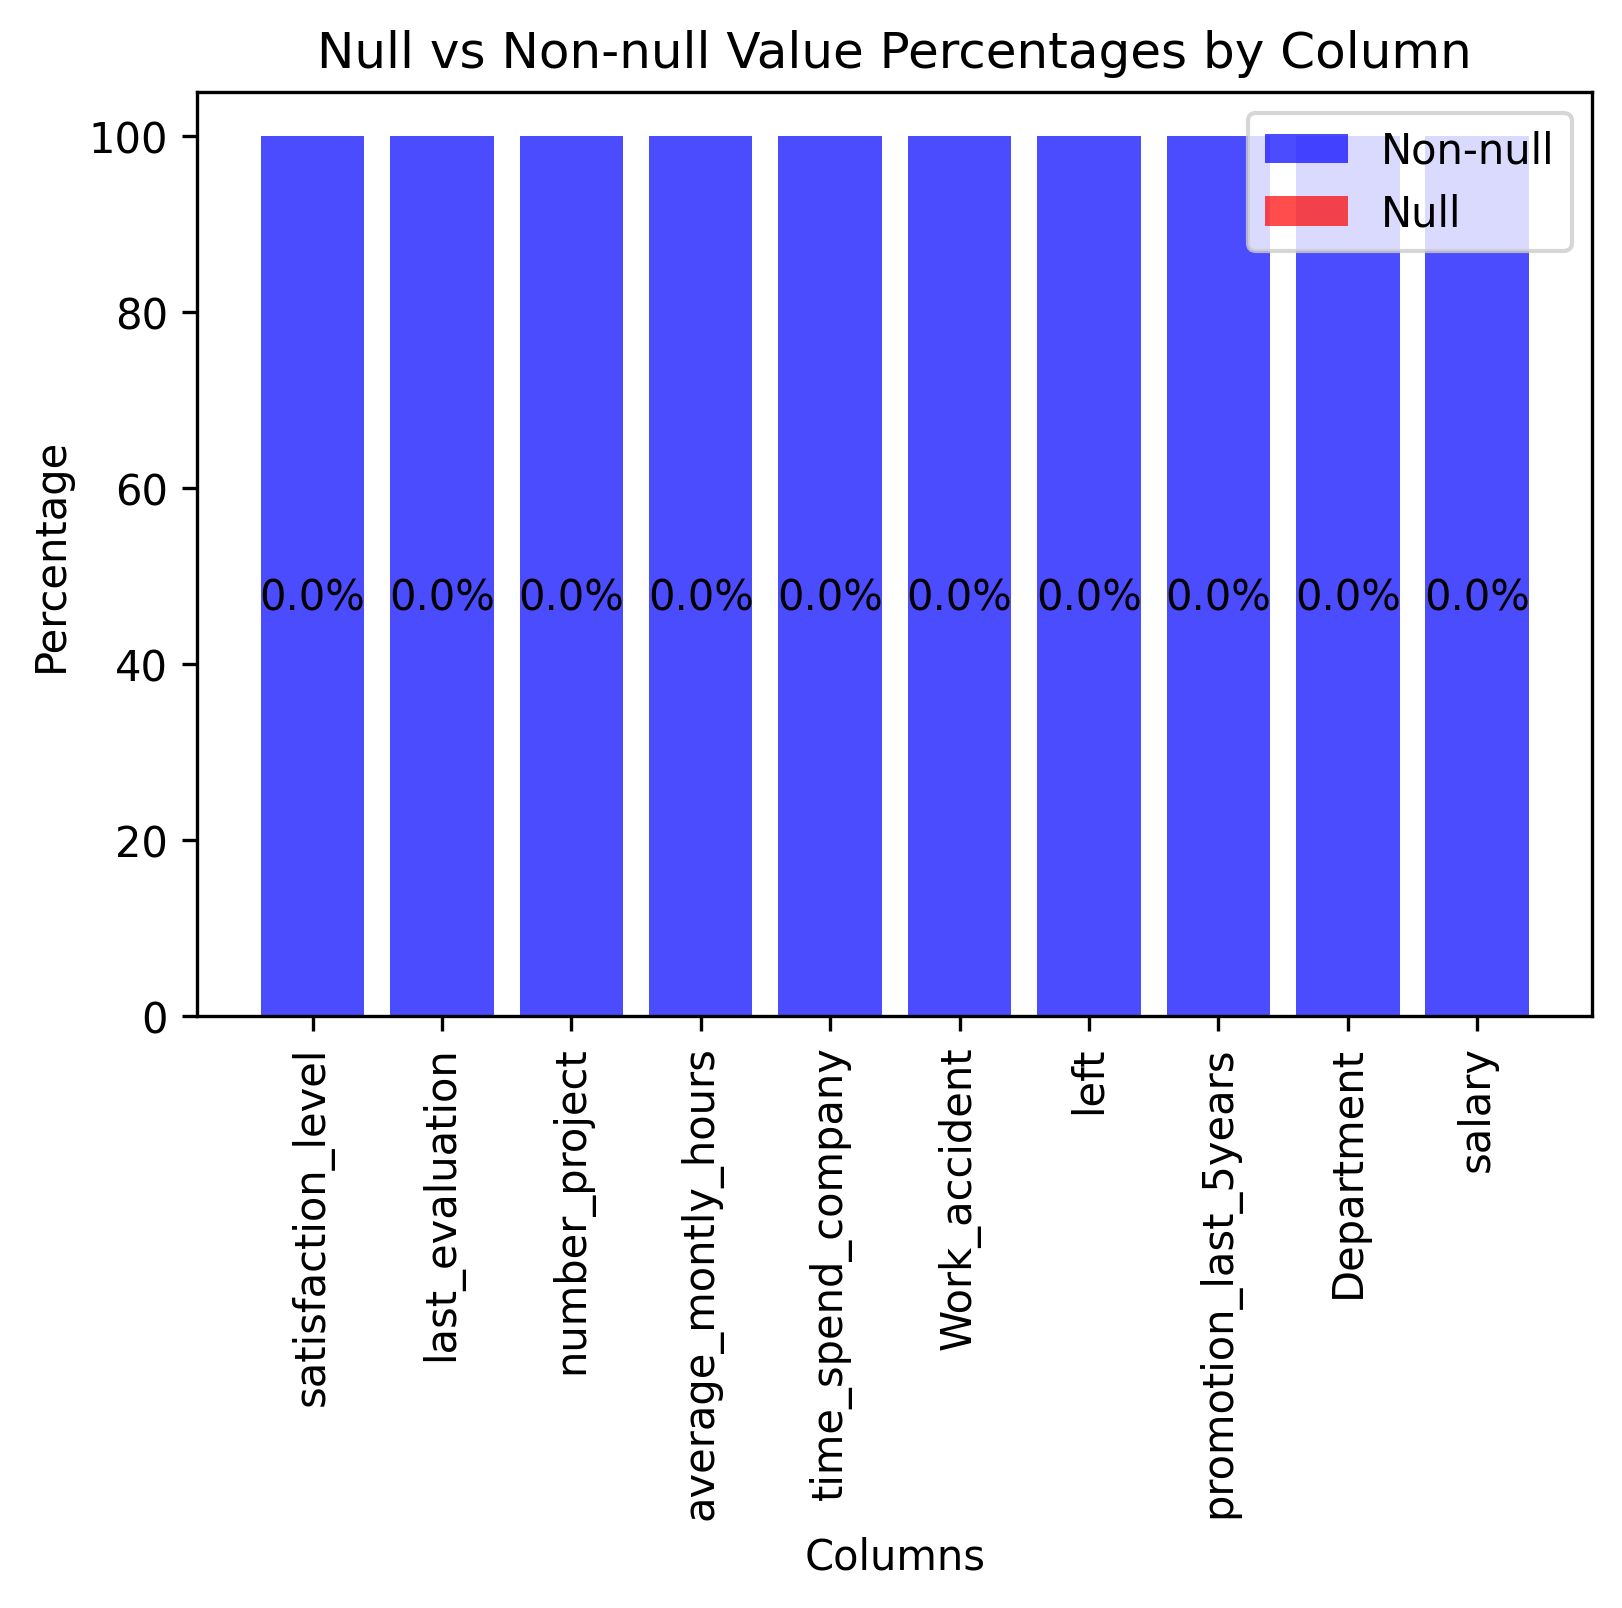 Null vs Non-null Value Percentages by Column
Non-null
Null
100
80
60
40
20
0
Percentage
0.0% 0.0% 0.0% 0.0% 0.0% 0.0% 0.0% 0.0% 0.0% 0.0%
satisfaction_level
last_evaluation
number_project
average_montly_hours
time_spend_company
Work_accident
left
promotion_last_5years
Department
salary
Columns